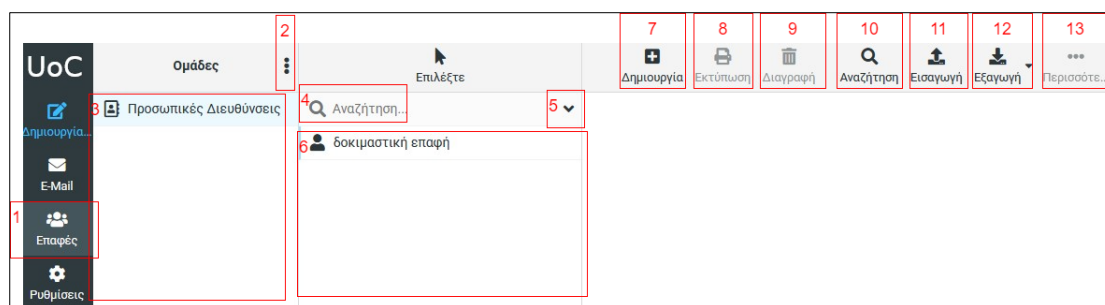 2
7
8
9
10
11
12
13
UoC
Ομάδες
Επιλέξτε
Δημιουργία
Εκτύπωση
Διαγραφή
Αναζήτηση
Εισαγωγή
Εξαγωγή
Περισσότε...
3
Προσωπικές Διευθύνσεις
4
Αναζήτηση...
5
Δημιουργία...
6
δοκιμαστική επαφή
E-Mail
1
Επαφές
Ρυθμίσεις